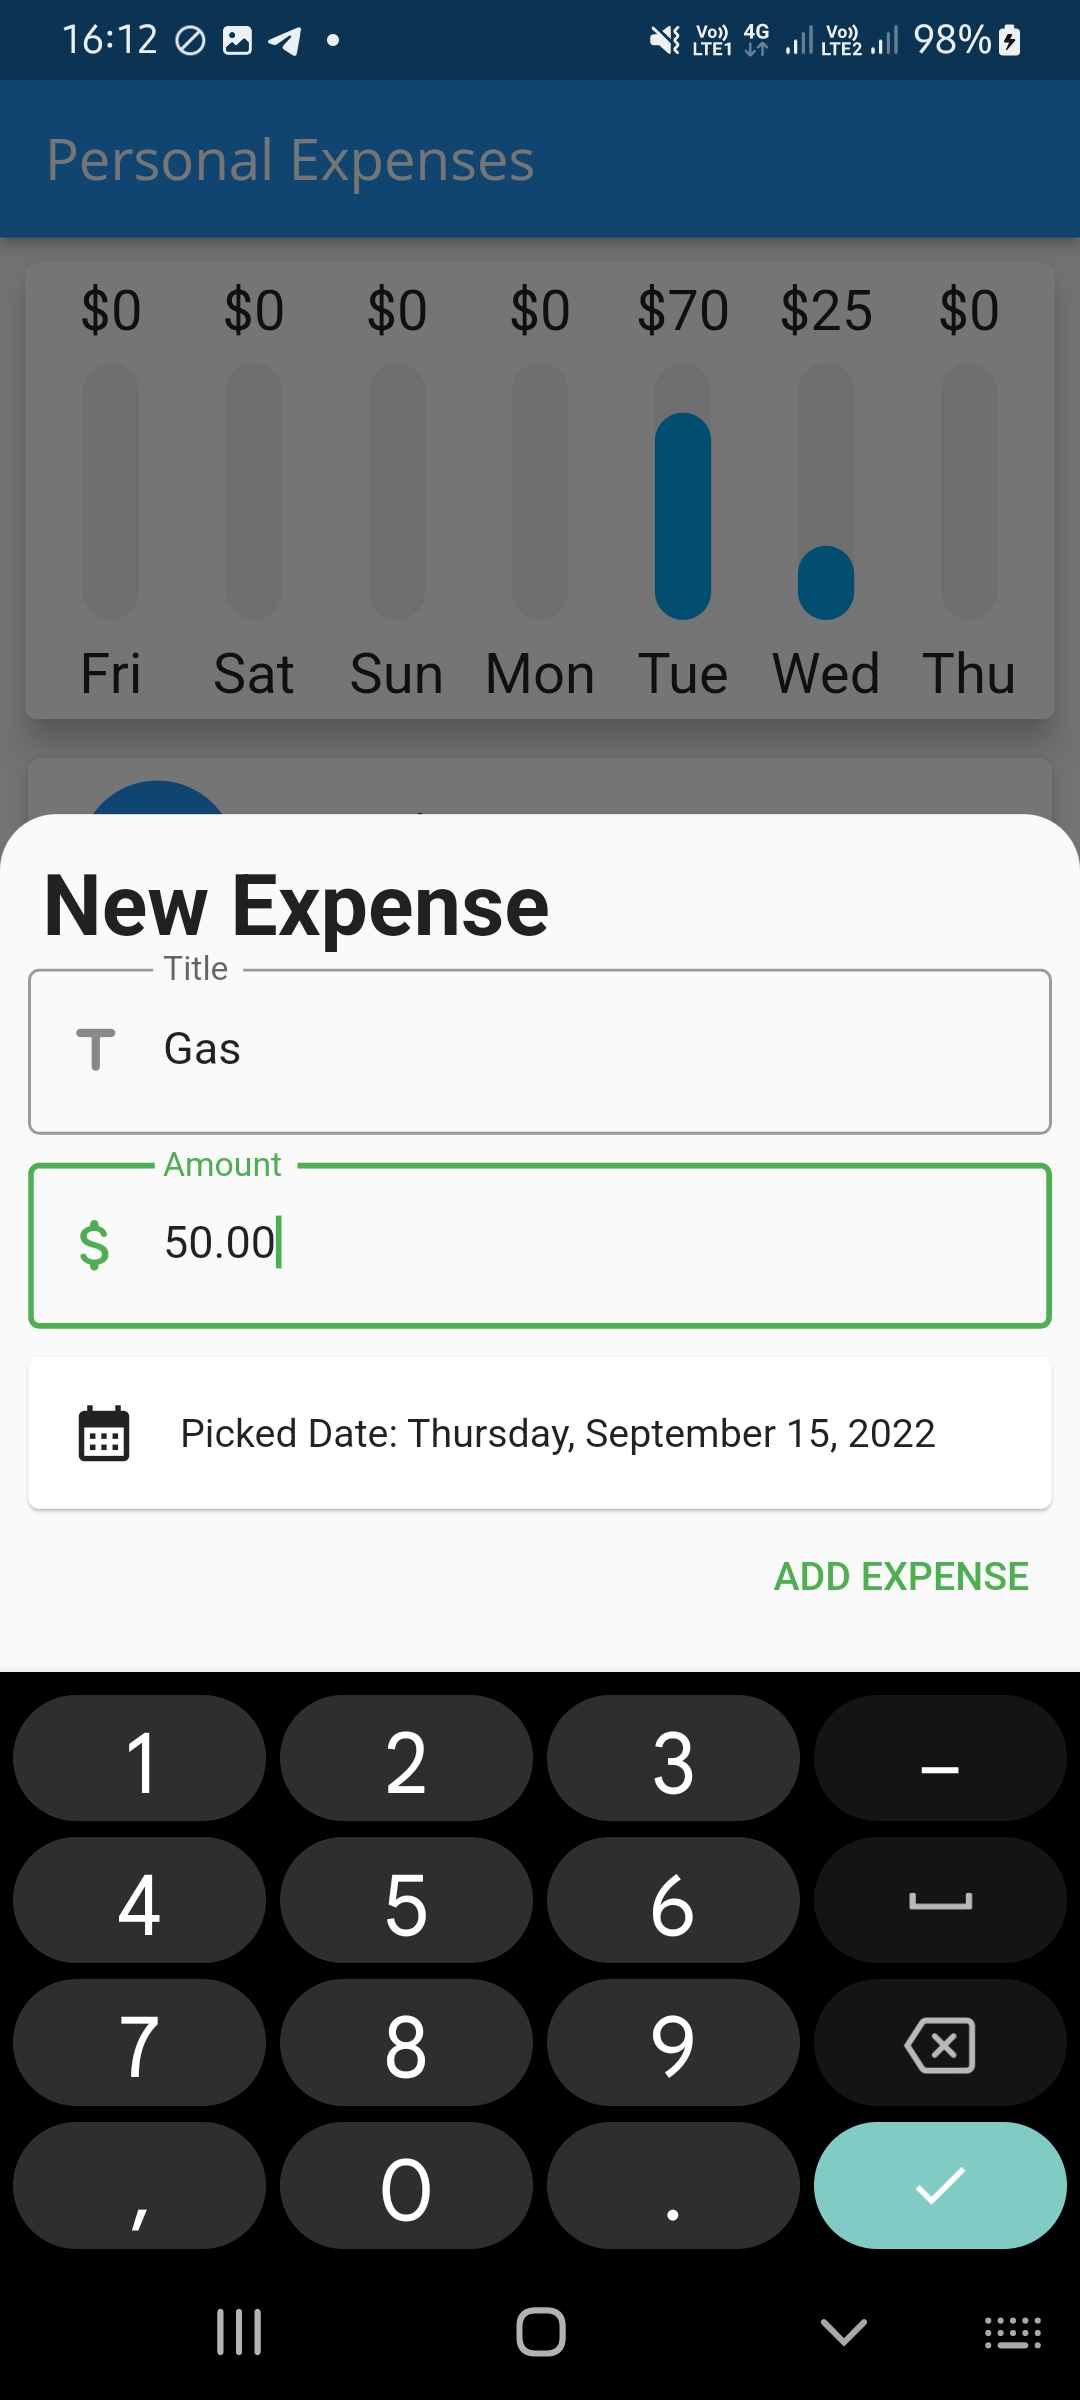 16:12 Vo)) LTE1 4G Vo)) LTE2 98%
Personal Expenses
$0 $0 $0 $0 $70 $25 $0
Fri Sat Sun Mon Tue Wed Thu
New Expense
Title
Gas
Amount
$ 50.00
Picked Date: Thursday, September 15, 2022
ADD EXPENSE
1 2 3 –
4 5 6
7 8 9
, 0 .